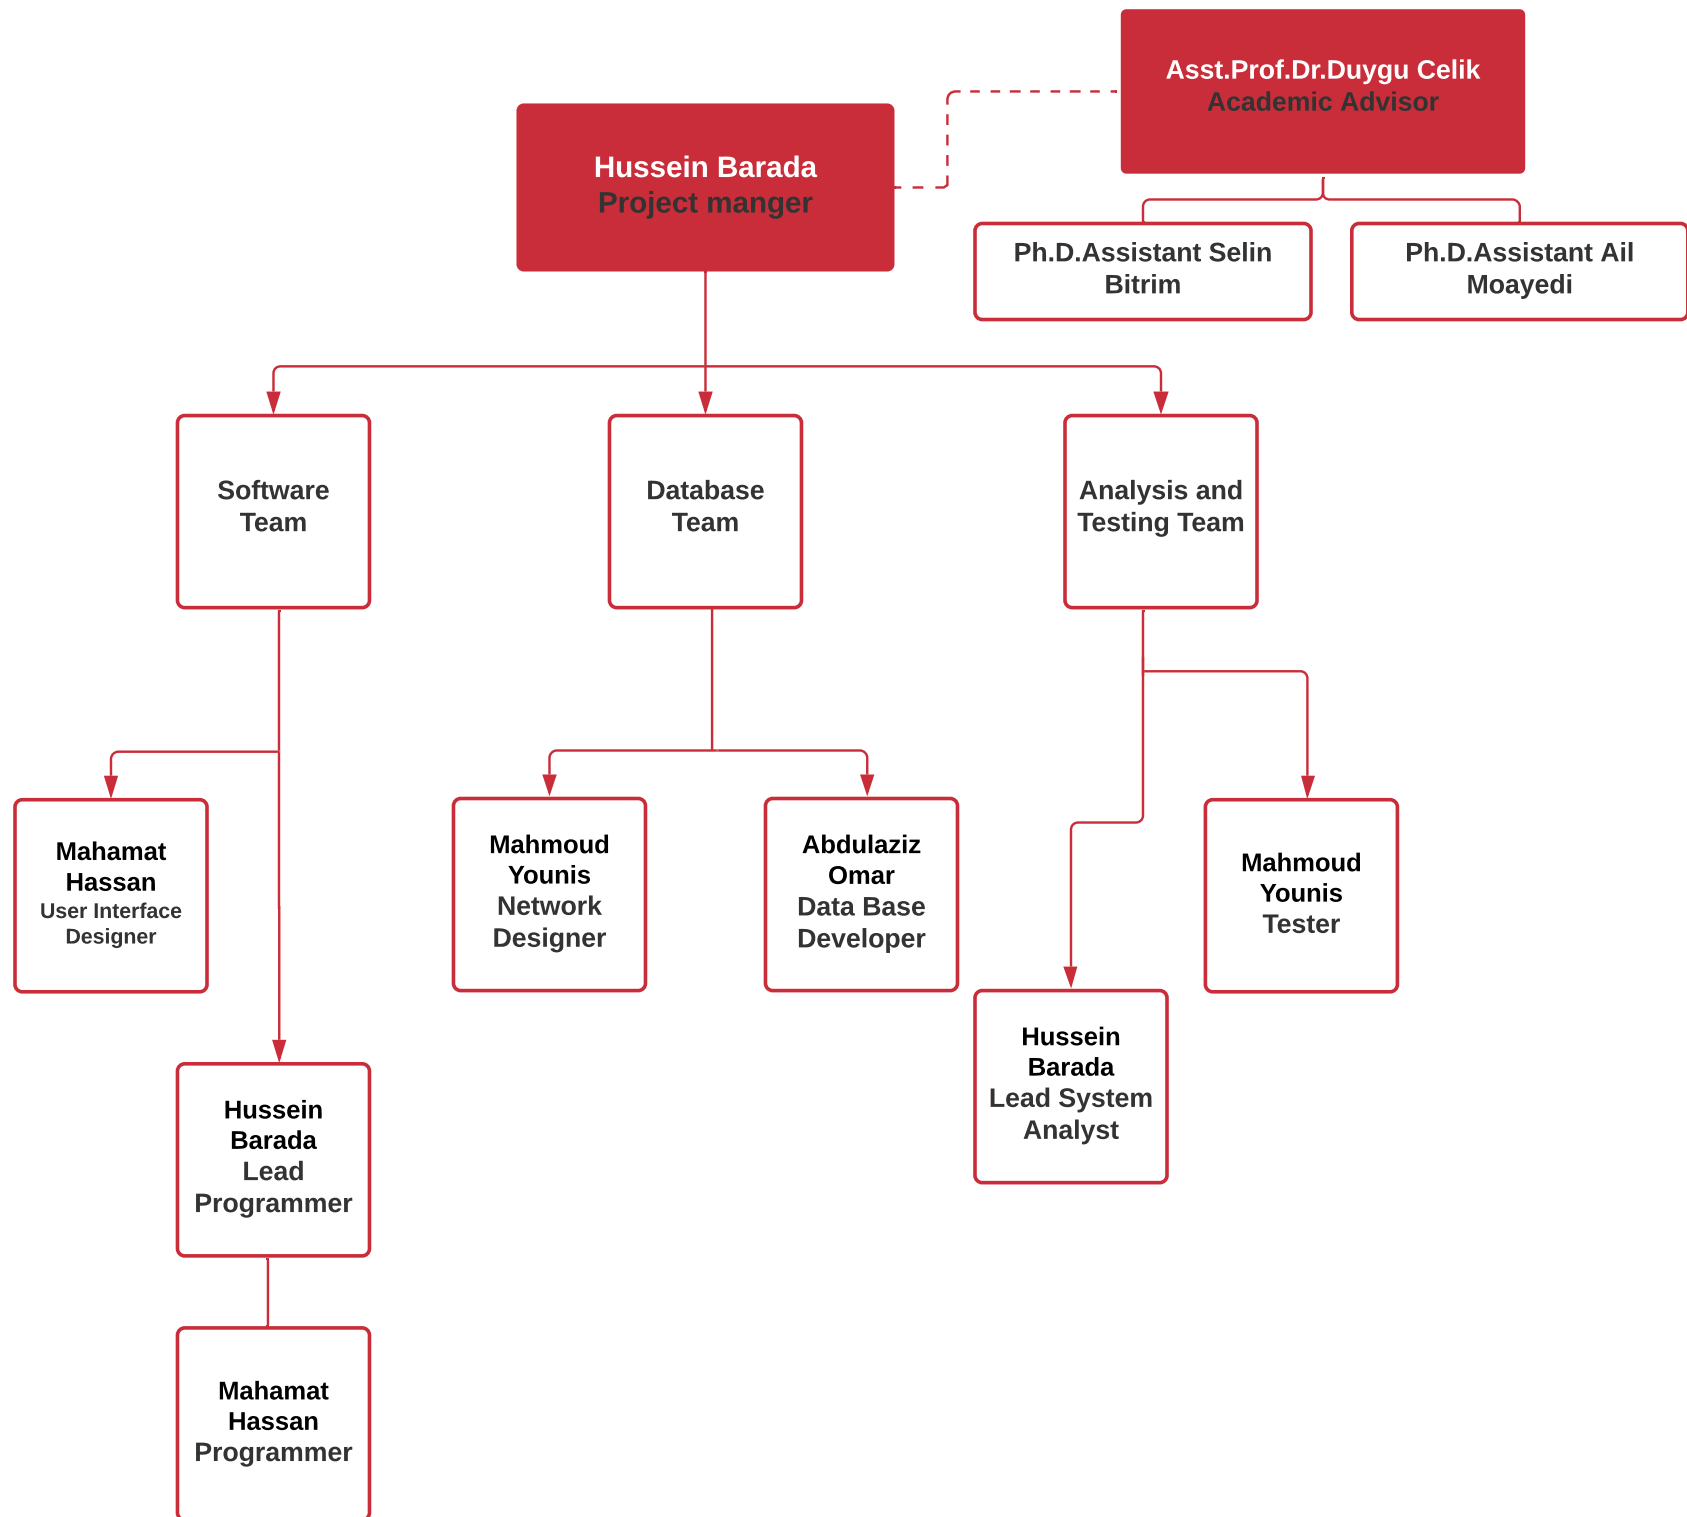 Asst.Prof.Dr.Duygu Celik
Academic Advisor
Hussein Barada
Project manger
Ph.D.Assistant Selin
Bitrim
Ph.D.Assistant Ail
Moayedi
Software
Team
Database
Team
Analysis and
Testing Team
Mahamat
Hassan
User Interface
Designer
Mahmoud
Younis
Network
Designer
Abdulaziz
Omar
Data Base
Developer
Mahmoud
Younis
Tester
Hussein
Barada
Lead System
Analyst
Hussein
Barada
Lead
Programmer
Mahamat
Hassan
Programmer